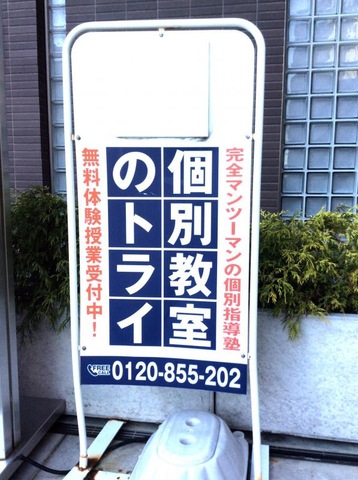 完全マンツーマンの個別指導塾
個別教室
のトライ
無料体験授業受付中!
FREE DIAL
0120-855-202